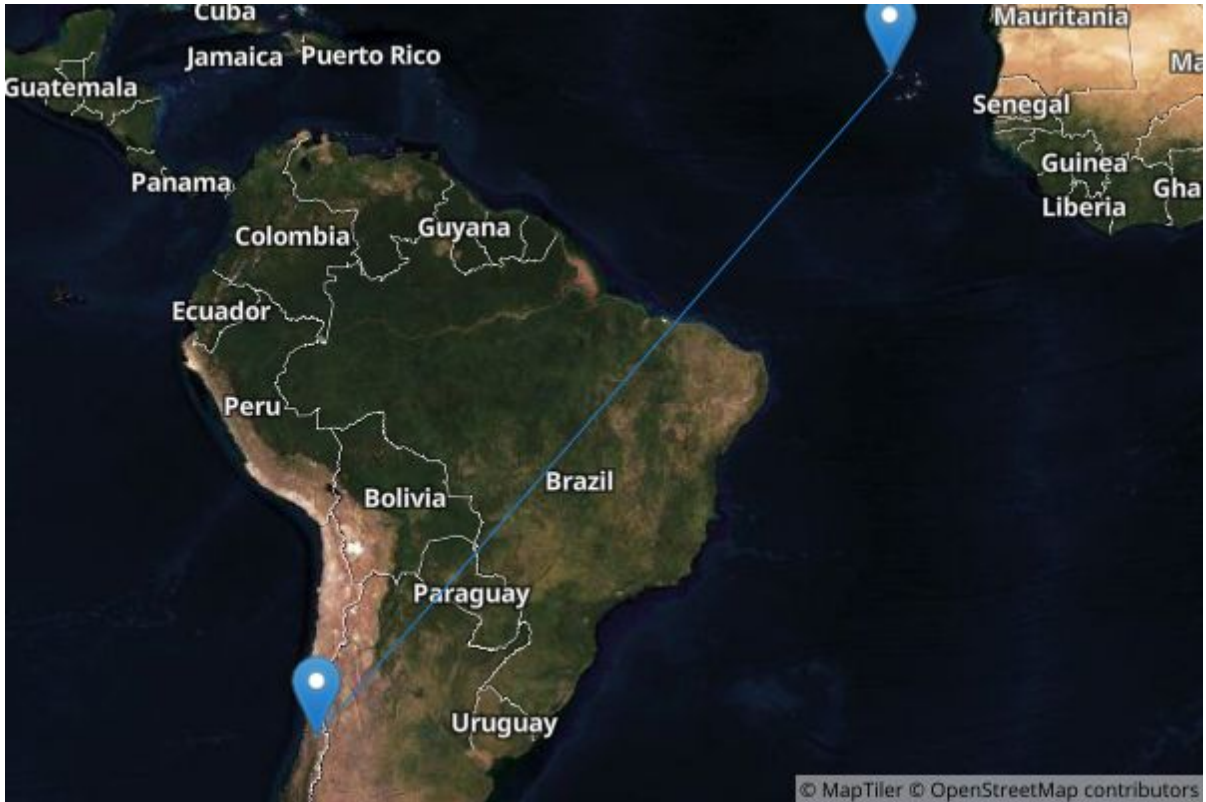 Cuba
Mauritania
Jamaica
Puerto Rico
Ma
Guatemala
Senegal
Guinea
Panama
Gha
Liberia
Guyana
Colombia
Ecuador
Peru
Brazil
Bolivia
Paraguay
Uruguay
© MapTiler © OpenStreetMap contributors